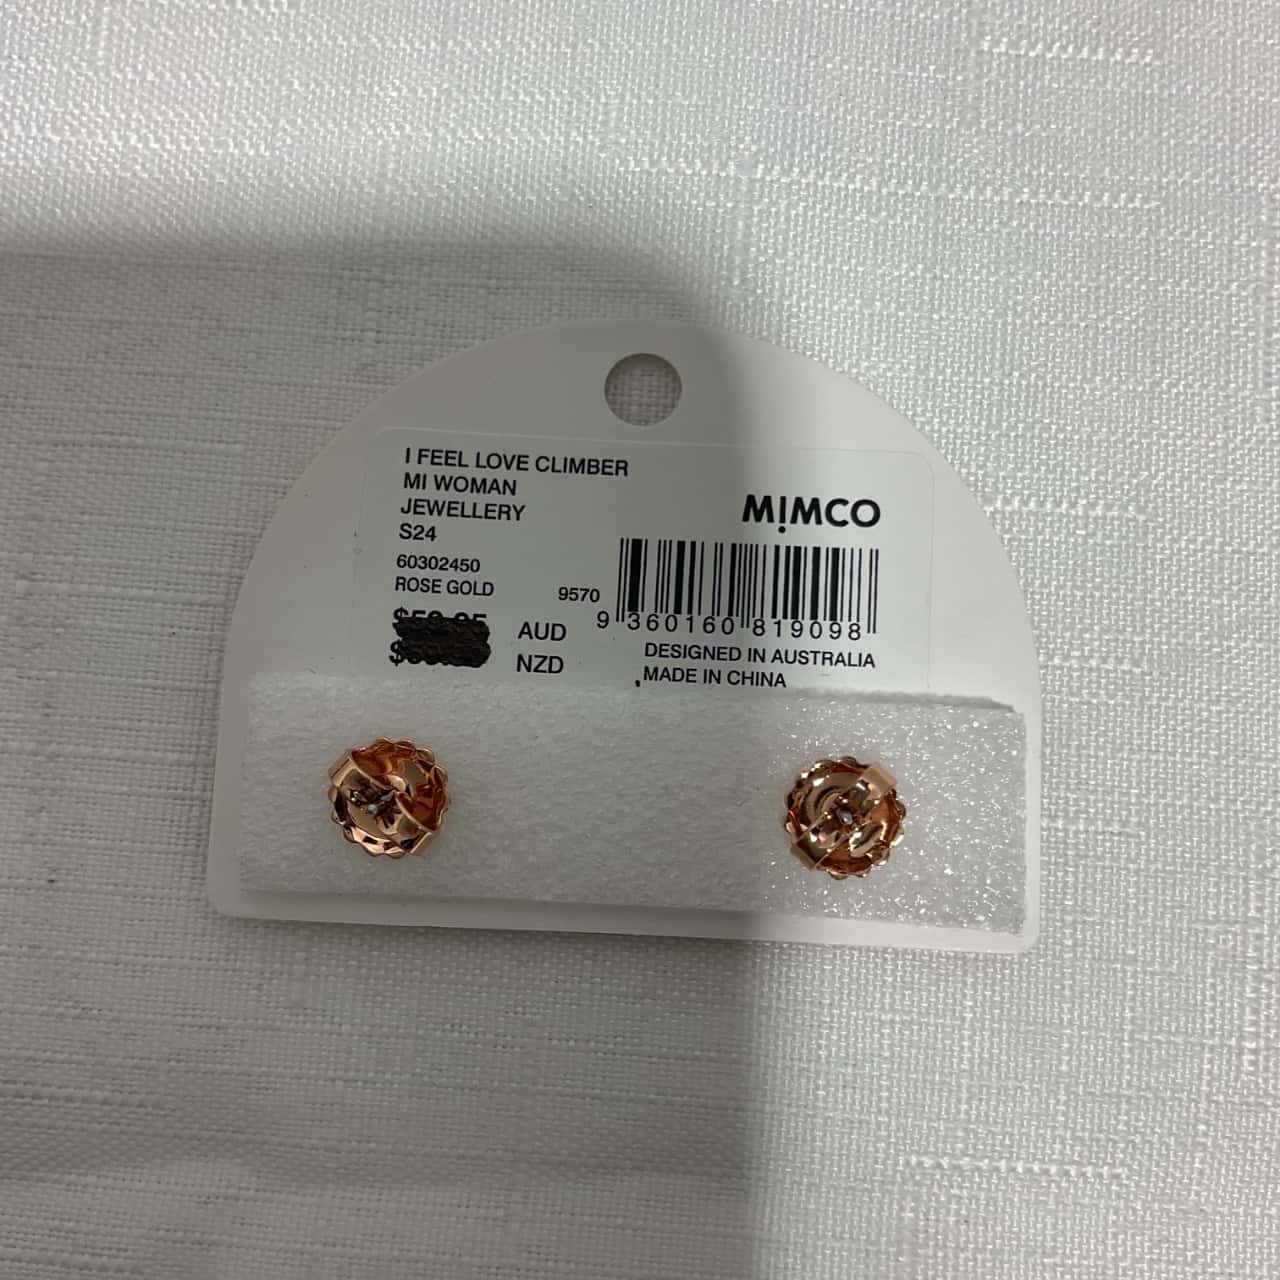 I FEEL LOVE CLIMBER
MI WOMAN
JEWELLERY
S24
60302450
ROSE GOLD
AUD
NZD
MIMCO
9570
9 360160 819098
DESIGNED IN AUSTRALIA
MADE IN CHINA